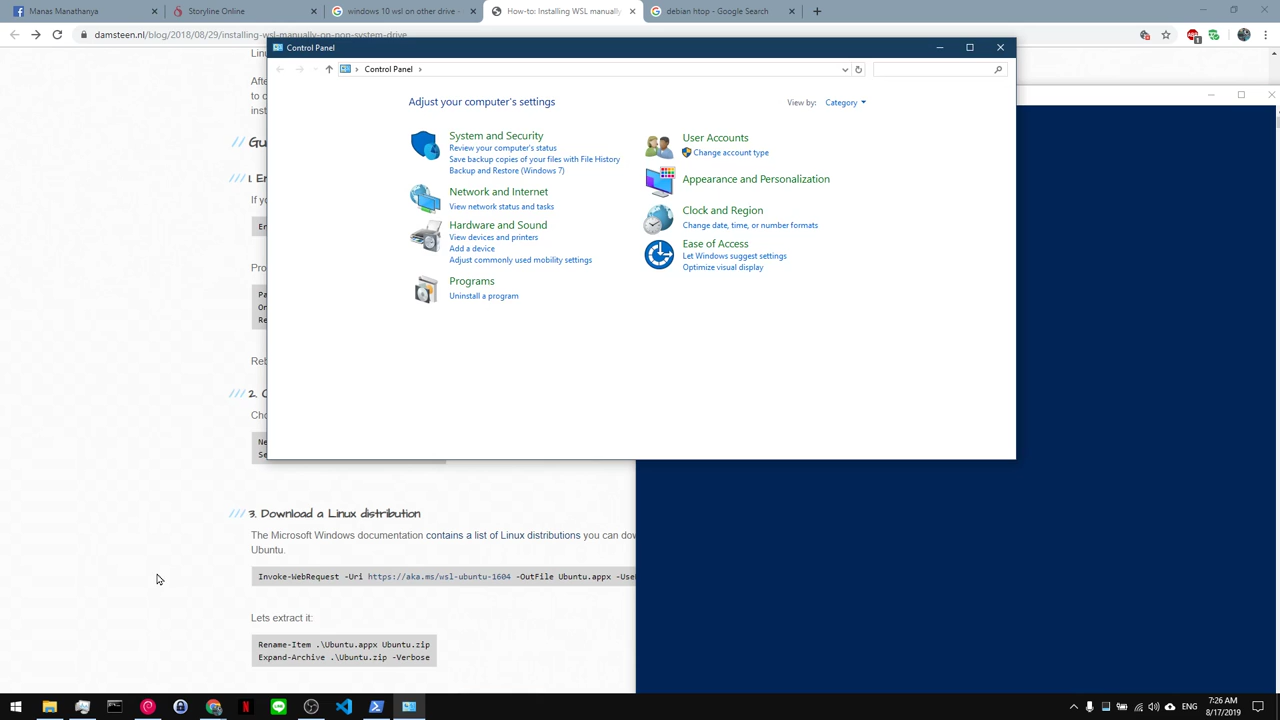 Manas Manathaya
Storyline Online
windows 10 wsl on other drive
How-to: Installing WSL manually
debian htop - Google Search
damsteen.nl/blog/2018/08/29/installing-wsl-manually-on-non-system-drive
Control Panel
Control Panel
Adjust your computer's settings
View by: Category
System and Security
Review your computer's status
Save backup copies of your files with File History
Backup and Restore (Windows 7)
Network and Internet
View network status and tasks
Hardware and Sound
View devices and printers
Add a device
Adjust commonly used mobility settings
Programs
Uninstall a program
User Accounts
Change account type
Appearance and Personalization
Clock and Region
Change date, time, or number formats
Ease of Access
Let Windows suggest settings
Optimize visual display
/// 3. Download a Linux distribution
The Microsoft Windows documentation contains a list of Linux distributions you can dow
Ubuntu.
Invoke-WebRequest -Uri https://aka.ms/wsl-ubuntu-1604 -OutFile Ubuntu.appx -Use
Lets extract it:
Rename-Item .\Ubuntu.appx Ubuntu.zip
Expand-Archive .\Ubuntu.zip -Verbose
ENG
7:26 AM
8/17/2019